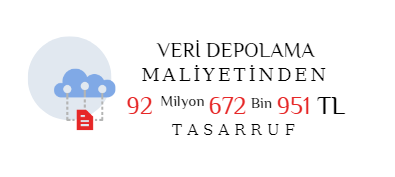 VERİ DEPOLAMA
MALİYETİNDEN
92 Milyon 672 Bin 951 TL
TASARRUF